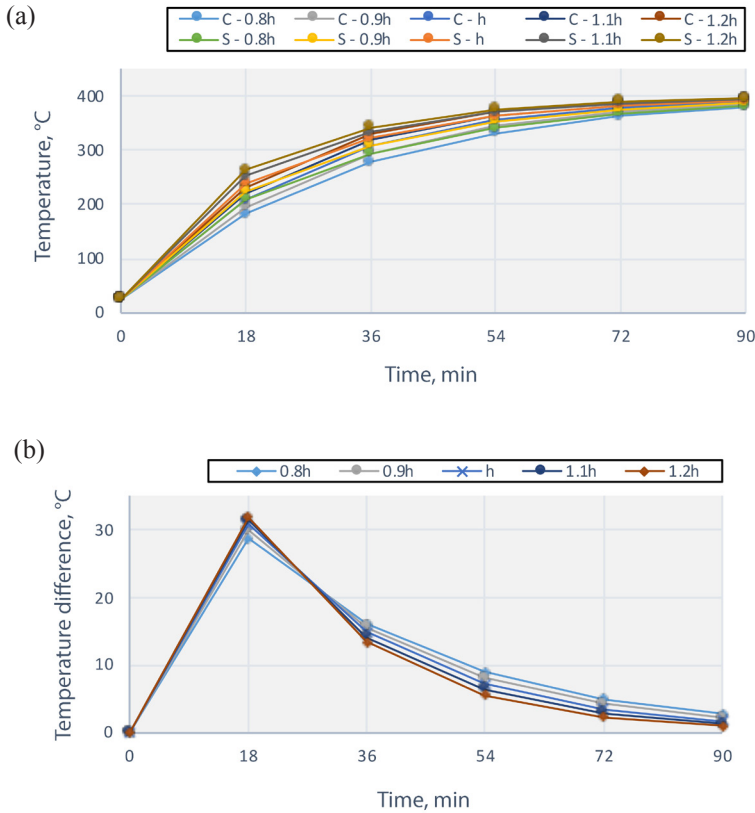 (a)
C - 0.8h C - 0.9h C - h C - 1.1h C - 1.2h
S - 0.8h S - 0.9h S - h S - 1.1h S - 1.2h
400
300
200
100
0
Temperature, °C
0 18 36 54 72 90
Time, min
(b)
0.8h 0.9h h 1.1h 1.2h
30
20
10
0
Temperature difference, °C
0 18 36 54 72 90
Time, min